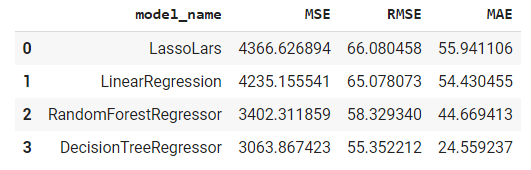 model_name MSE RMSE MAE
0 LassoLars 4366.626894 66.080458 55.941106
1 LinearRegression 4235.155541 65.078073 54.430455
2 RandomForestRegressor 3402.311859 58.329340 44.669413
3 DecisionTreeRegressor 3063.867423 55.352212 24.559237